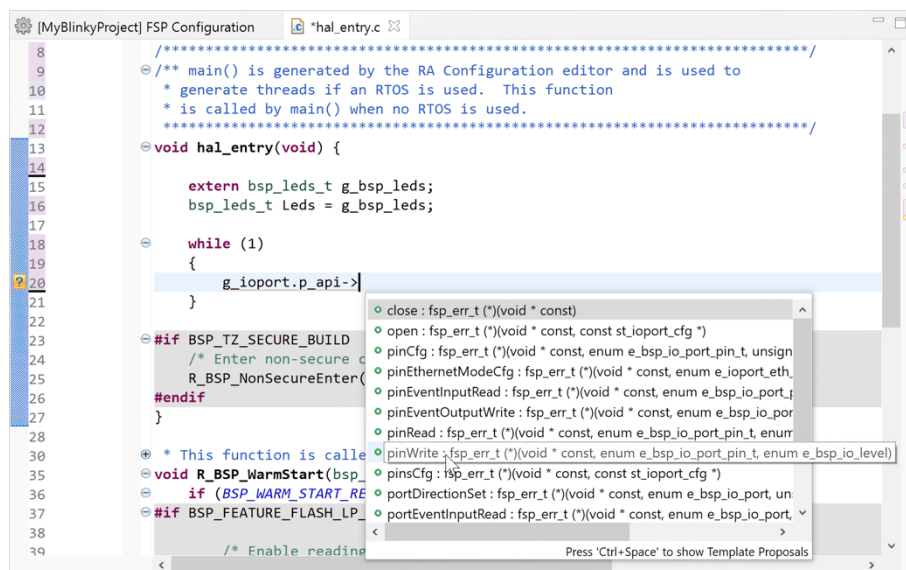 [MyBlinkyProject] FSP Configuration
*hal_entry.c
8 /****************************************************************************/
9 /** main() is generated by the RA Configuration editor and is used to
10 * generate threads if an RTOS is used. This function
11 * is called by main() when no RTOS is used.
12 ****************************************************************************/
13 void hal_entry(void) {
14
15 extern bsp_leds_t g_bsp_leds;
16 bsp_leds_t Leds = g_bsp_leds;
17
18 while (1)
19 {
20 g_ioport.p_api->
21 }
22
23 #if BSP_TZ_SECURE_BUILD
24 /* Enter non-secure c
25 R_BSP_NonSecureEnter(
26 #endif
27 }
28
30 * This function is calle
35 void R_BSP_WarmStart(bsp_
36 if (BSP_WARM_START_RE
37 #if BSP_FEATURE_FLASH_LP_
38
39 /* Enable reading
close : fsp_err_t (*)(void * const)
open : fsp_err_t (*)(void * const, const st_ioport_cfg *)
pinCfg : fsp_err_t (*)(void * const, enum e_bsp_io_port_pin_t, unsign
pinEthernetModeCfg : fsp_err_t (*)(void * const, enum e_ioport_eth_
pinEventInputRead : fsp_err_t (*)(void * const, enum e_bsp_io_port_p
pinEventOutputWrite : fsp_err_t (*)(void * const, enum e_bsp_io_por
pinRead : fsp_err_t (*)(void * const, enum e_bsp_io_port_pin_t, enum
pinWrite : fsp_err_t (*)(void * const, enum e_bsp_io_port_pin_t, enum e_bsp_io_level)
pinsCfg : fsp_err_t (*)(void * const, const st_ioport_cfg *)
portDirectionSet : fsp_err_t (*)(void * const, enum e_bsp_io_port, un
portEventInputRead : fsp_err_t (*)(void * const, enum e_bsp_io_port,
Press 'Ctrl+Space' to show Template Proposals